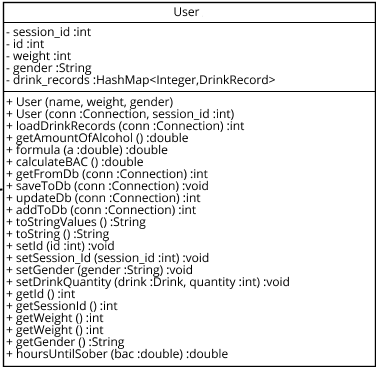 User
- session_id :int
- id :int
- weight :int
- gender :String
- drink_records :HashMap<Integer,DrinkRecord>
+ User (name, weight, gender)
+ User (conn :Connection, session_id :int)
+ loadDrinkRecords (conn :Connection) :int
+ getAmountOfAlcohol () :double
+ formula (a :double) :double
+ calculateBAC () :double
+ getFromDb (conn :Connection) :int
+ saveToDb (conn :Connection) :void
+ updateDb (conn :Connection) :int
+ addToDb (conn :Connection) :int
+ toStringValues () :String
+ toString () :String
+ setId (id :int) :void
+ setSession_Id (session_id :int) :void
+ setGender (gender :String) :void
+ setDrinkQuantity (drink :Drink, quantity :int) :void
+ getId () :int
+ getSessionId () :int
+ getWeight () :int
+ getWeight () :int
+ getGender () :String
+ hoursUntilSober (bac :double) :double